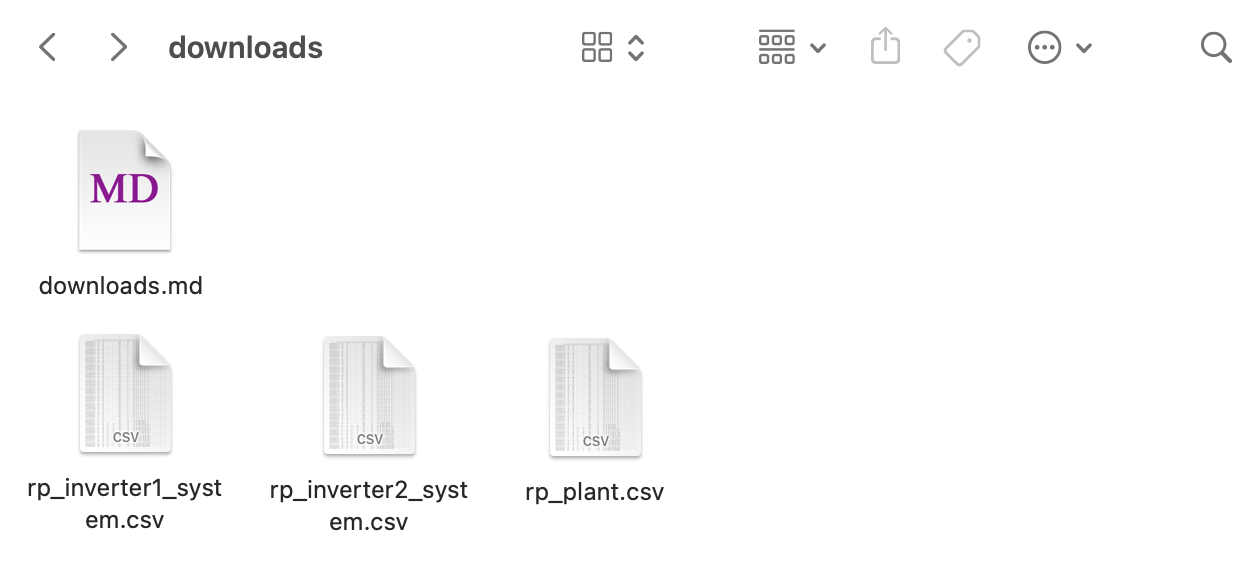 downloads
MD
downloads.md
CSV
CSV
CSV
rp_inverter1_syst
em.csv
rp_inverter2_syst
em.csv
rp_plant.csv